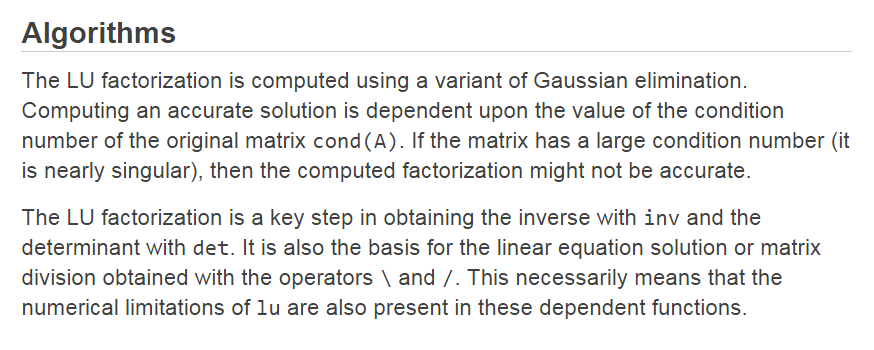 Algorithms
The LU factorization is computed using a variant of Gaussian elimination.
Computing an accurate solution is dependent upon the value of the condition
number of the original matrix cond(A). If the matrix has a large condition number (it
is nearly singular), then the computed factorization might not be accurate.
The LU factorization is a key step in obtaining the inverse with inv and the
determinant with det. It is also the basis for the linear equation solution or matrix
division obtained with the operators \ and /. This necessarily means that the
numerical limitations of lu are also present in these dependent functions.